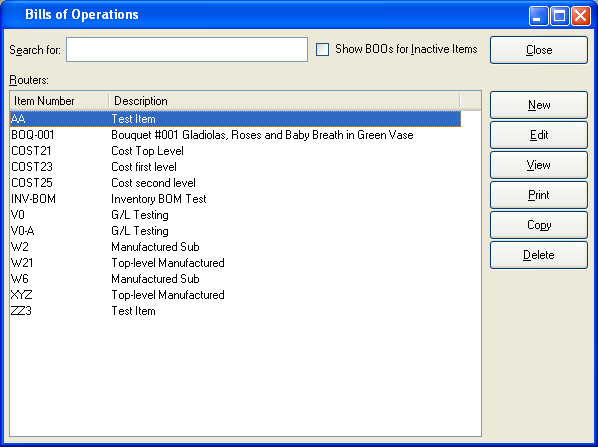 Bills of Operations
Search for:
Show BOOs for Inactive Items
Close
Routers:
Item Number Description
AA Test Item
BOQ-001 Bouquet #001 Gladiolas, Roses and Baby Breath in Green Vase
COST21 Cost Top Level
COST23 Cost first level
COST25 Cost second level
INV-BOM Inventory BOM Test
V0 G/L Testing
V0-A G/L Testing
W2 Manufactured Sub
W21 Top-level Manufactured
W6 Manufactured Sub
XYZ Top-level Manufactured
ZZ3 Test Item
New
Edit
View
Print
Copy
Delete